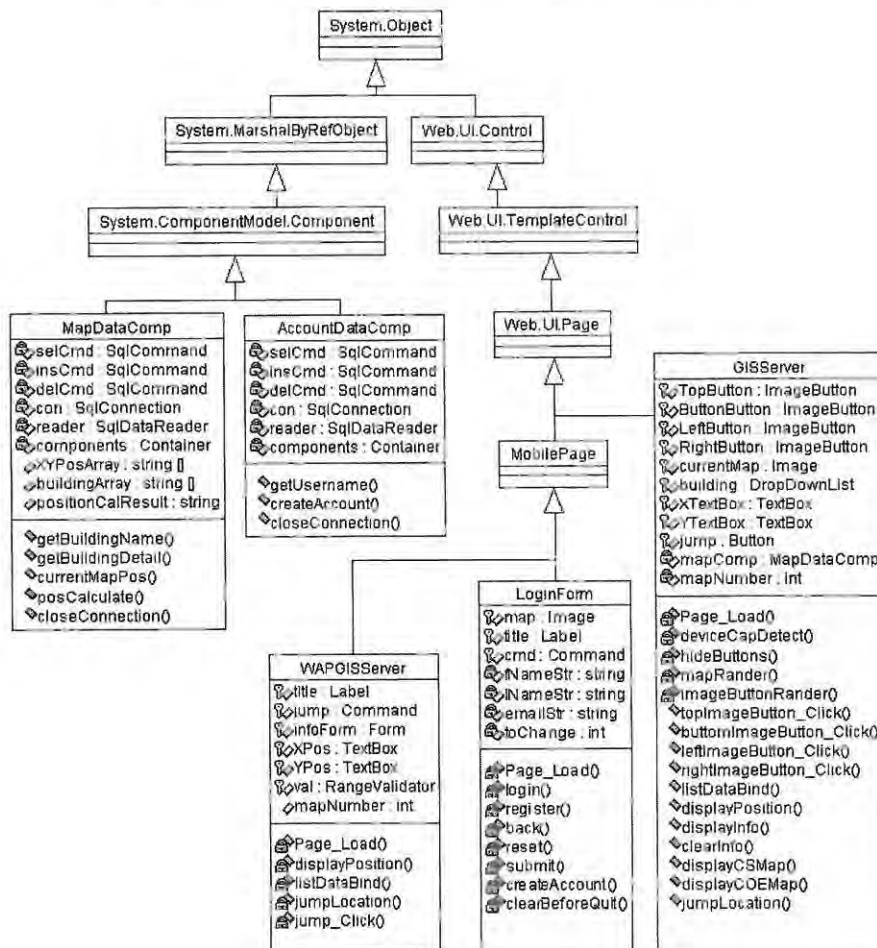 System.Object
System.MarshalByRefObject
Web.UI.Control
System.ComponentModel.Component
Web.UI.TemplateControl
MapDataComp
selCmd : SqlCommand
insCmd : SqlCommand
delCmd : SqlCommand
con : SqlConnection
reader : SqlDataReader
components : Container
XYPosArray : string []
buildingArray : string []
positionCalResult : string
getBuildingName()
getBuildingDetail()
currentMapPos()
posCalculate()
closeConnection()
AccountDataComp
selCmd : SqlCommand
insCmd : SqlCommand
delCmd : SqlCommand
con : SqlConnection
reader : SqlDataReader
components : Container
getUsername()
createAccount()
closeConnection()
Web.UI.Page
MobilePage
GISServer
TopButton : ImageButton
ButtonButton : ImageButton
LeftButton : ImageButton
RightButton : ImageButton
currentMap : Image
building : DropDownList
XTextBox : TextBox
YTextBox : TextBox
jump : Button
mapComp : MapDataComp
mapNumber : int
Page_Load()
deviceCapDetect()
hideButtons()
mapRander()
imageButtonRander()
topImageButton_Click()
buttomImageButton_Click()
leftImageButton_Click()
rightImageButton_Click()
listDataBind()
displayPosition()
displayInfo()
clearInfo()
displayCSMap()
displayCOEMap()
jumpLocation()
WAPGISServer
title : Label
jump : Command
infoForm : Form
XPos : TextBox
YPos : TextBox
val : RangeValidator
mapNumber : int
Page_Load()
displayPosition()
listDataBind()
jumpLocation()
jump_Click()
LoginForm
map : Image
title : Label
cmd : Command
fNameStr : string
lNameStr : string
emailStr : string
toChange : int
Page_Load()
login()
register()
back()
reset()
submit()
createAccount()
clearBeforeQuit()